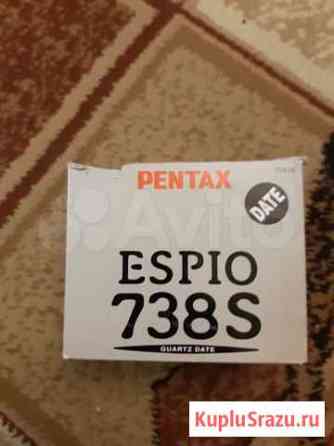 PENTAX
DATE
Avito
ESPIO
738S
QUARTZ DATE
KupluSrazu.ru